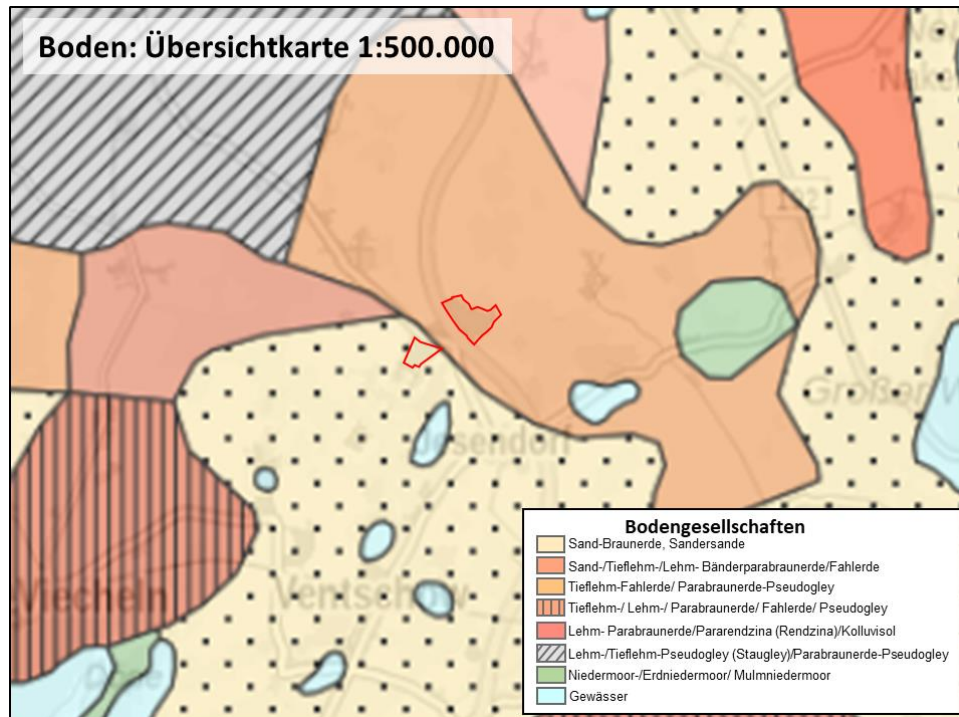 Boden: Übersichtkarte 1:500.000
192
Jesendorf
Ventschow
Bodengesellschaften
Sand-Braunerde, Sandersande
Sand-/Tieflehm-/Lehm- Bänderparabraunerde/Fahlerde
Tieflehm-Fahlerde/ Parabraunerde-Pseudogley
Tieflehm-/ Lehm-/ Parabraunerde/ Fahlerde/ Pseudogley
Lehm- Parabraunerde/Pararendzina (Rendzina)/Kolluvisol
Lehm-/Tieflehm-Pseudogley (Staugley)/Parabraunerde-Pseudogley
Niedermoor-/Erdniedermoor/ Mulmniedermoor
Gewässer